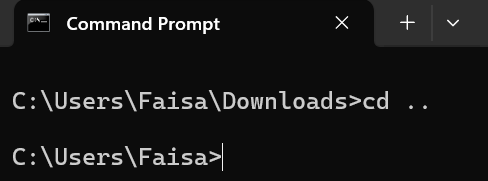 Command Prompt
C:\Users\Faisa\Downloads>cd ..
C:\Users\Faisa>